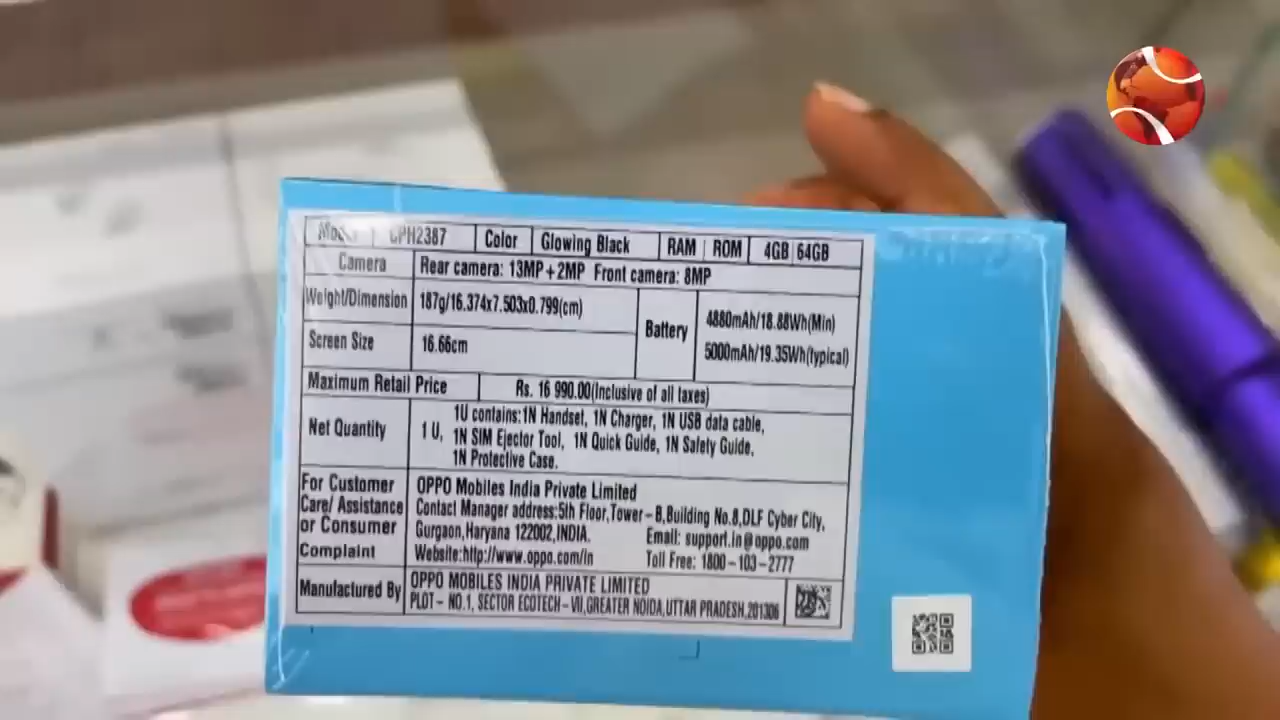 Model CPH2387 Color Glowing Black RAM ROM 4GB 64GB
Camera Rear camera: 13MP+2MP Front camera: 8MP
Weight/Dimension 187g/16.374x7.503x0.799(cm) Battery 4880mAh/18.88Wh(Min)
5000mAh/19.35Wh(typical)
Screen Size 16.66cm
Maximum Retail Price Rs. 16 990.00(Inclusive of all taxes)
Net Quantity 1 U, 1U contains:1N Handset, 1N Charger, 1N USB data cable,
1N SIM Ejector Tool, 1N Quick Guide, 1N Safety Guide,
1N Protective Case.
For Customer Care/ Assistance or Consumer Complaint
OPPO Mobiles India Private Limited
Contact Manager address:5th Floor,Tower-8,Building No.8,DLF Cyber City,
Gurgaon,Haryana 122002,INDIA. Email: support.in@oppo.com
Website:http://www.oppo.com/in Toll Free: 1800-103-2777
Manufactured By OPPO MOBILES INDIA PRIVATE LIMITED
PLOT- NO.1, SECTOR ECOTECH-VII,GREATER NOIDA,UTTAR PRADESH,201306